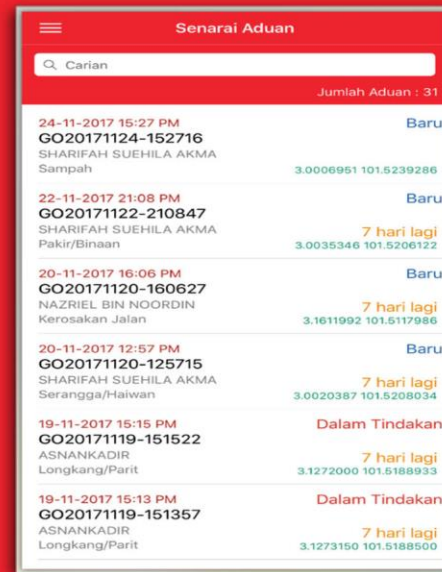 Senarai Aduan
Carian
Jumlah Aduan : 31
24-11-2017 15:27 PM Baru
GO20171124-152716
SHARIFAH SUEHILA AKMA
Sampah 3.0006951 101.5239286
22-11-2017 21:08 PM Baru
GO20171122-210847
SHARIFAH SUEHILA AKMA 7 hari lagi
Pakir/Binaan 3.0035346 101.5206122
20-11-2017 16:06 PM Baru
GO20171120-160627
NAZRIEL BIN NOORDIN 7 hari lagi
Kerosakan Jalan 3.1611992 101.5117986
20-11-2017 12:57 PM Baru
GO20171120-125715
SHARIFAH SUEHILA AKMA 7 hari lagi
Serangga/Haiwan 3.0020387 101.5208034
19-11-2017 15:15 PM Dalam Tindakan
GO20171119-151522
ASNANKADIR 7 hari lagi
Longkang/Parit 3.1272000 101.5188933
19-11-2017 15:13 PM Dalam Tindakan
GO20171119-151357
ASNANKADIR 7 hari lagi
Longkang/Parit 3.1273150 101.5188500